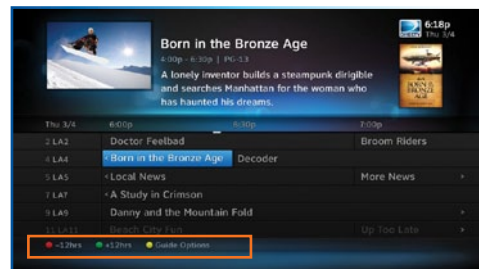 6:18p
Thu 3/4
Born in the Bronze Age
4:00p - 6:30p | PG-13
A lonely inventor builds a steampunk dirigible
and searches Manhattan for the woman who
has haunted his dreams.
BORN IN
BRONZE
AGE
Thu 3/4 6:00p 6:30p 7:00p
2 LA2 Doctor Feelbad Broom Riders
4 LA4 Born in the Bronze Age Decoder
5 LA5 Local News More News
7 LA7 A Study in Crimson
9 LA9 Danny and the Mountain Fold
11 LA11 Beach City Fun Up Too Late
-12hrs +12hrs Guide Options